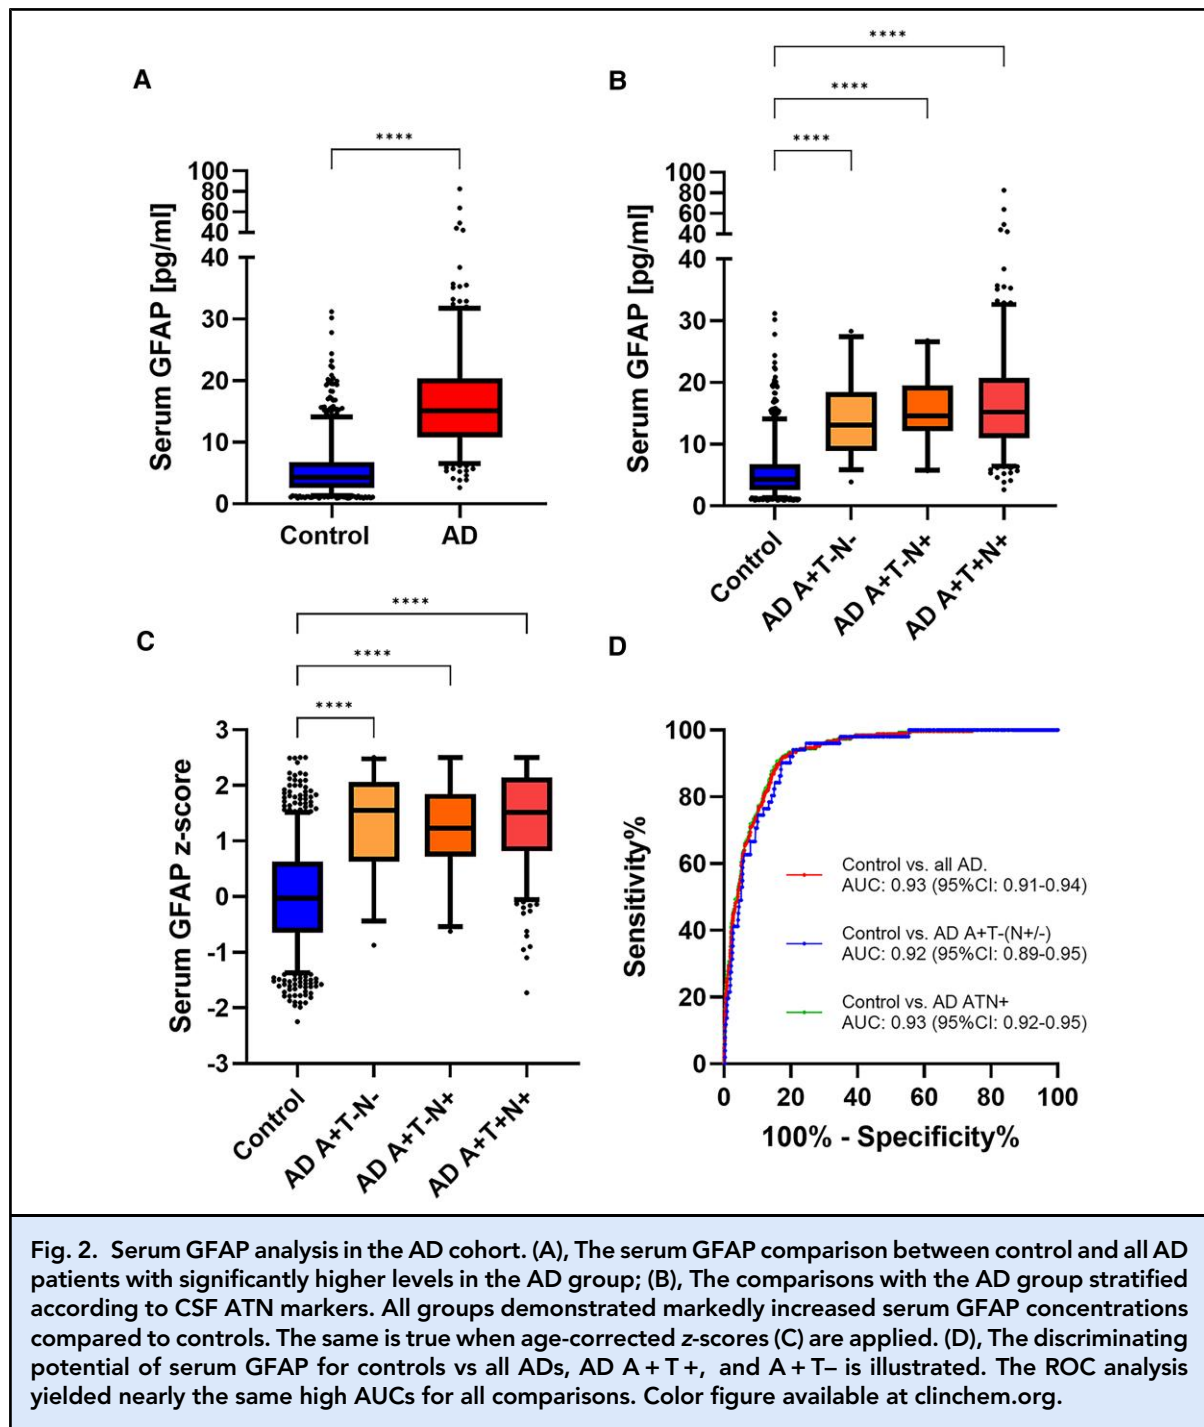 A
****
Serum GFAP [pg/ml]
100
80
60
40
40
30
20
10
0
Control
AD
B
****
****
****
Serum GFAP [pg/ml]
100
80
60
40
40
30
20
10
0
Control
AD A+T-N-
AD A+T-N+
AD A+T+N+
C
****
****
****
Serum GFAP z-score
3
2
1
0
-1
-2
-3
Control
AD A+T-N-
AD A+T-N+
AD A+T+N+
D
Sensitivity%
100
80
60
40
20
0
Control vs. all AD.
AUC: 0.93 (95%CI: 0.91-0.94)
Control vs. AD A+T-(N+/-)
AUC: 0.92 (95%CI: 0.89-0.95)
Control vs. AD ATN+
AUC: 0.93 (95%CI: 0.92-0.95)
0 20 40 60 80 100
100% - Specificity%
Fig. 2. Serum GFAP analysis in the AD cohort. (A), The serum GFAP comparison between control and all AD
patients with significantly higher levels in the AD group; (B), The comparisons with the AD group stratified
according to CSF ATN markers. All groups demonstrated markedly increased serum GFAP concentrations
compared to controls. The same is true when age-corrected z-scores (C) are applied. (D), The discriminating
potential of serum GFAP for controls vs all ADs, AD A + T +, and A + T– is illustrated. The ROC analysis
yielded nearly the same high AUCs for all comparisons. Color figure available at clinchem.org.